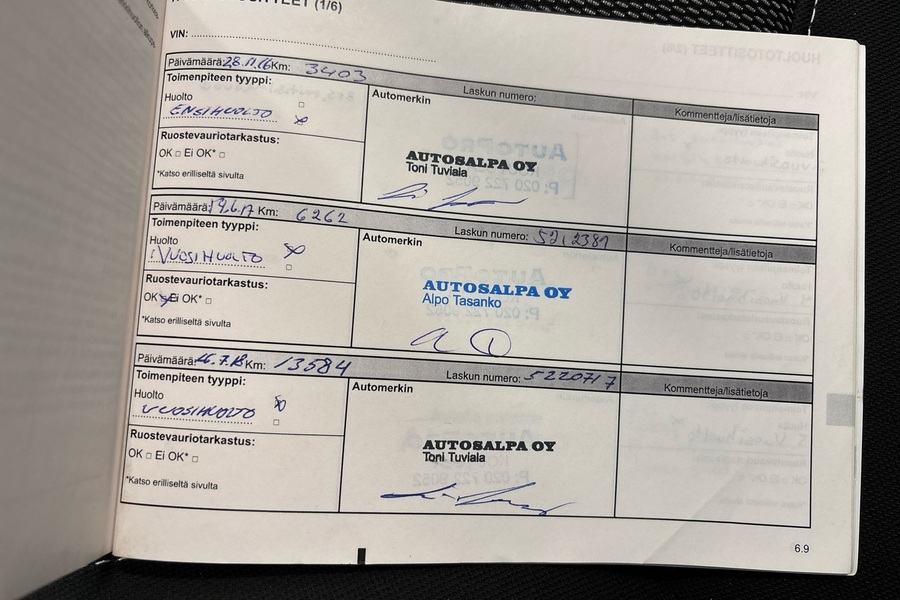 (1/6)
VIN:
Päivämäärä: 28.11.16 Km: 3403
Laskun numero:
Kommentteja/lisätietoja
Toimenpiteen tyyppi:
Automerkin
Huolto
ENSIHUOLTO
Ruostevauriotarkastus:
OK □ Ei OK* □
*Katso erilliseltä sivulta
AUTOSALPA OY
Toni Tuviala
Päivämäärä: 19.6.17 Km: 6262
Laskun numero: 5212381
Kommentteja/lisätietoja
Toimenpiteen tyyppi:
Automerkin
Huolto
VUOSIHUOLTO
Ruostevauriotarkastus:
OK Ei OK* □
*Katso erilliseltä sivulta
AUTOSALPA OY
Alpo Tasanko
Päivämäärä: 16.7.18 Km: 13584
Laskun numero: 5220717
Kommentteja/lisätietoja
Toimenpiteen tyyppi:
Automerkin
Huolto
VUOSIHUOLTO
Ruostevauriotarkastus:
OK □ Ei OK* □
*Katso erilliseltä sivulta
AUTOSALPA OY
Toni Tuviala
6.9